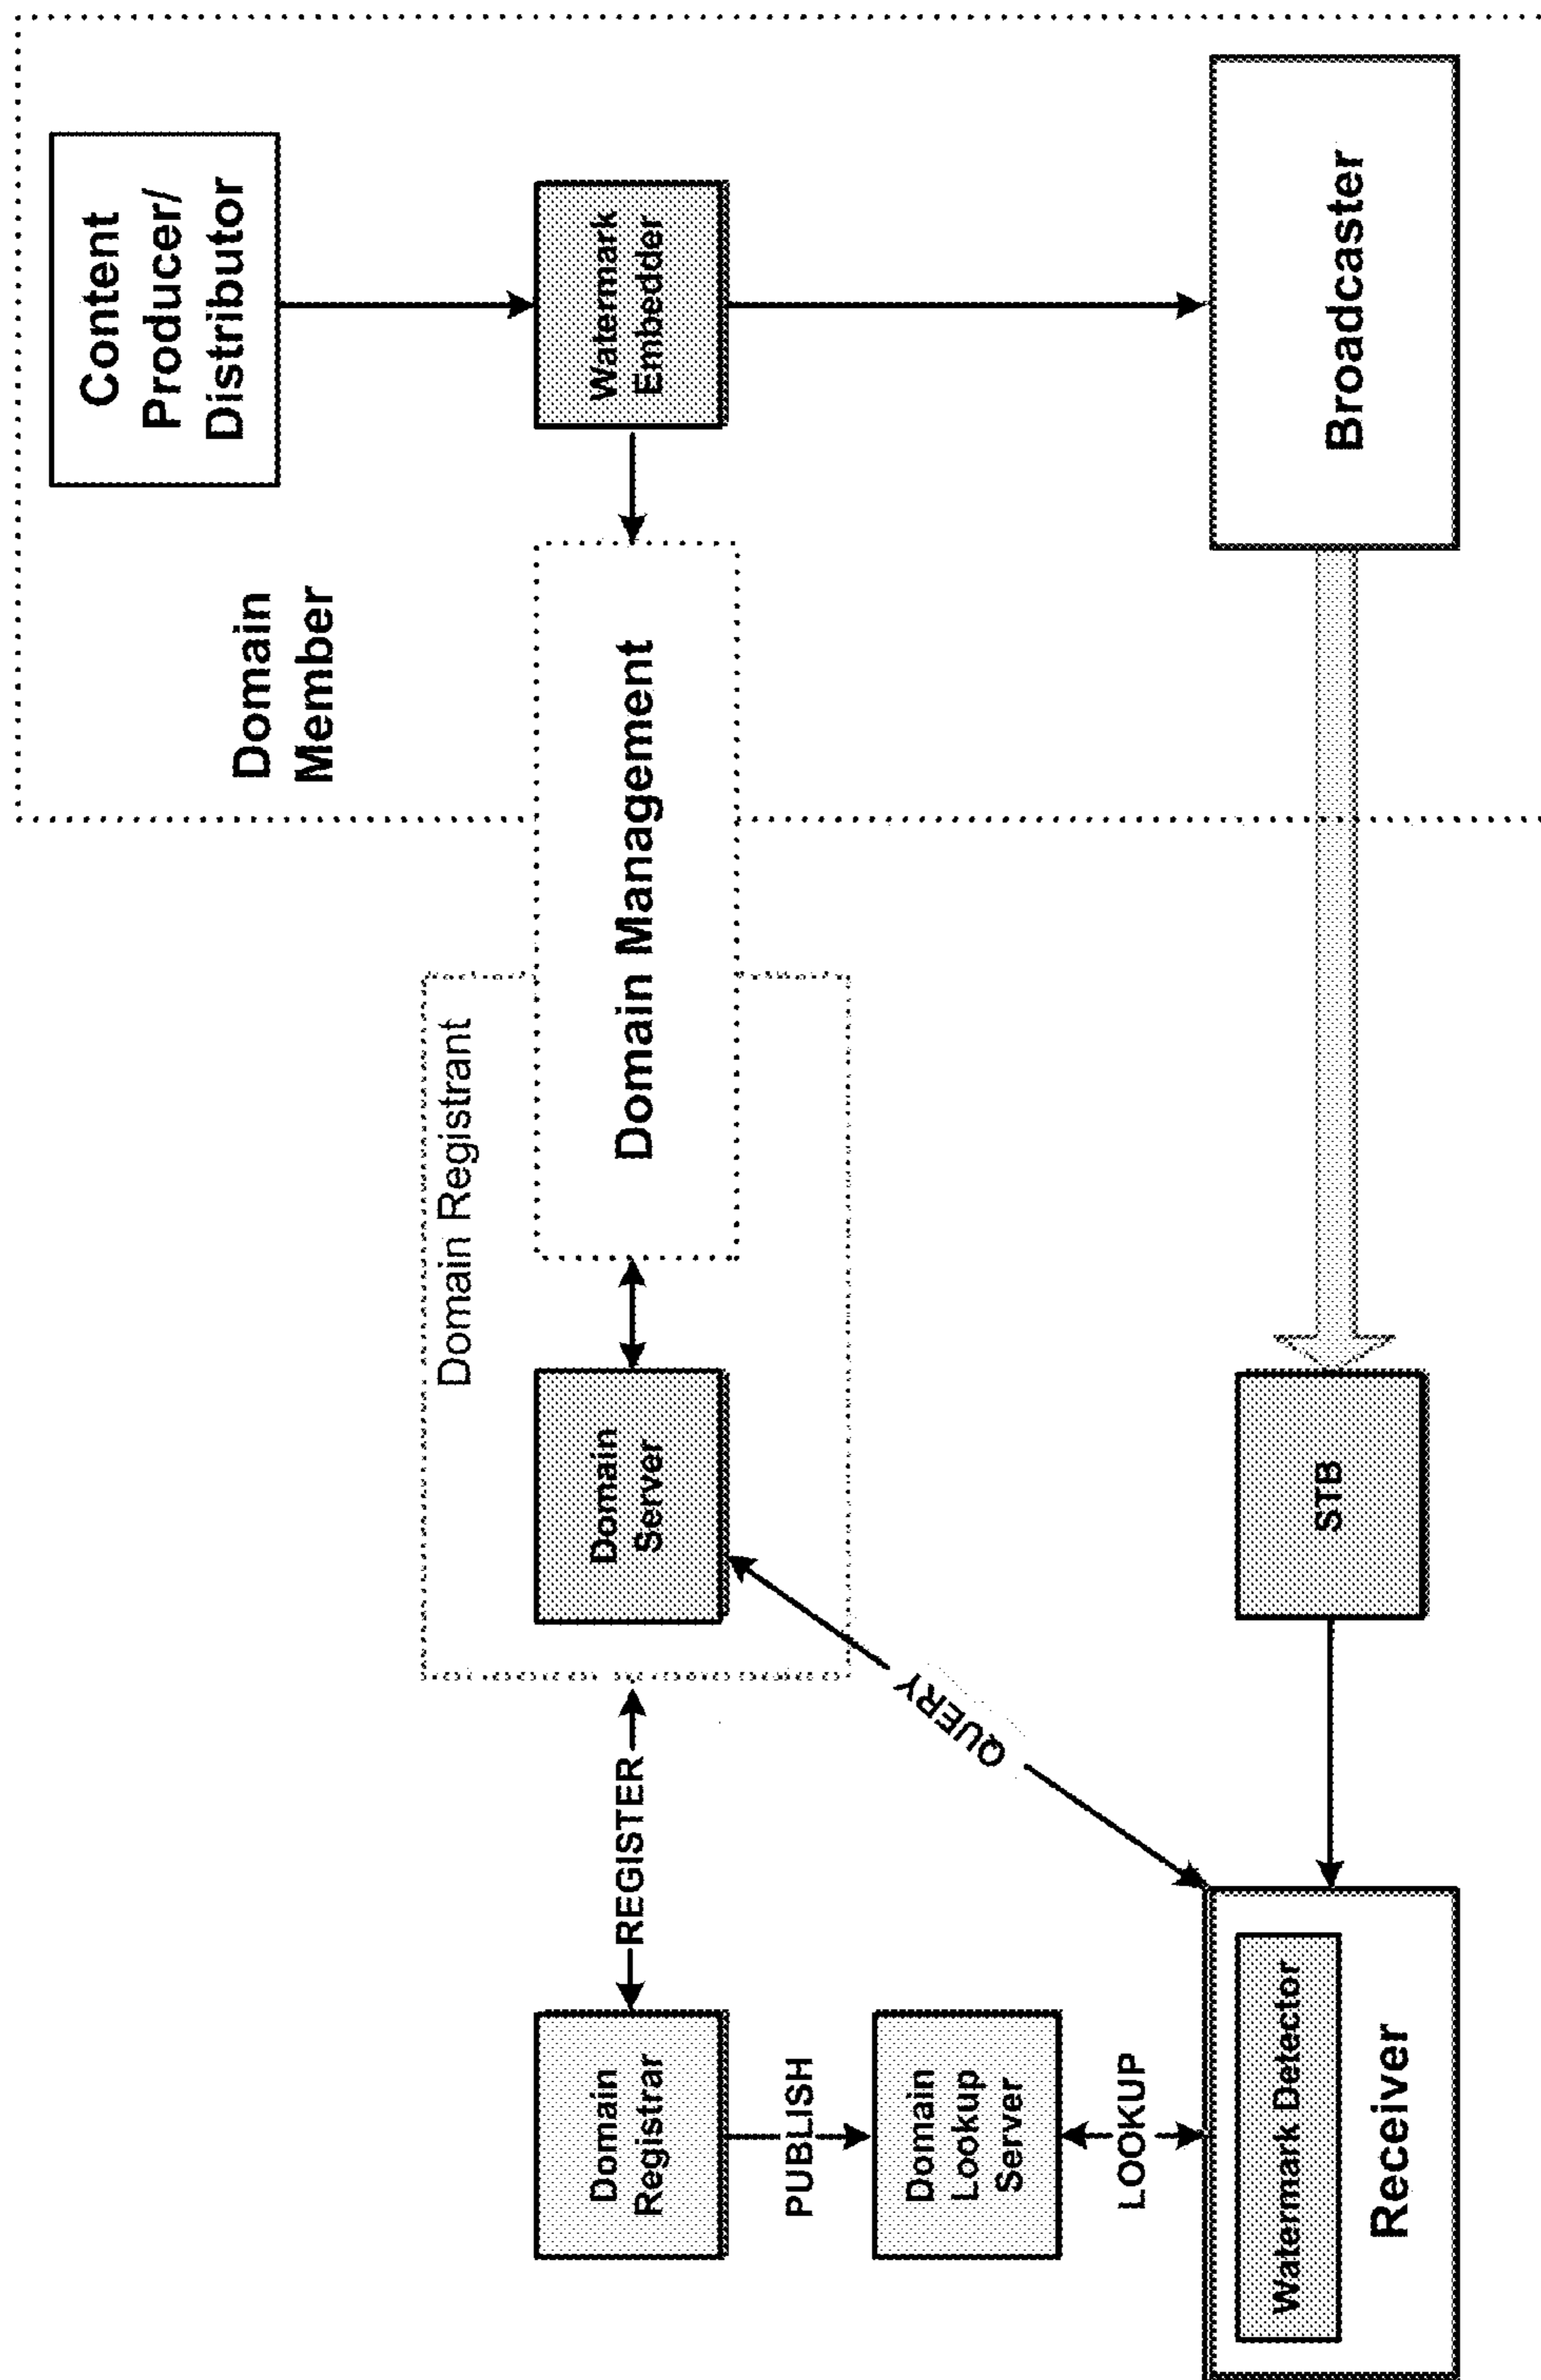 Content
Producer/
Distributor
Watermark
Embedder
Broadcaster
Domain
Member
Domain Management
Domain Registrant
Domain
Server
STB
QUERY
REGISTER
Domain
Registrar
PUBLISH
Domain
Lookup
Server
LOOKUP
Watermark Detector
Receiver